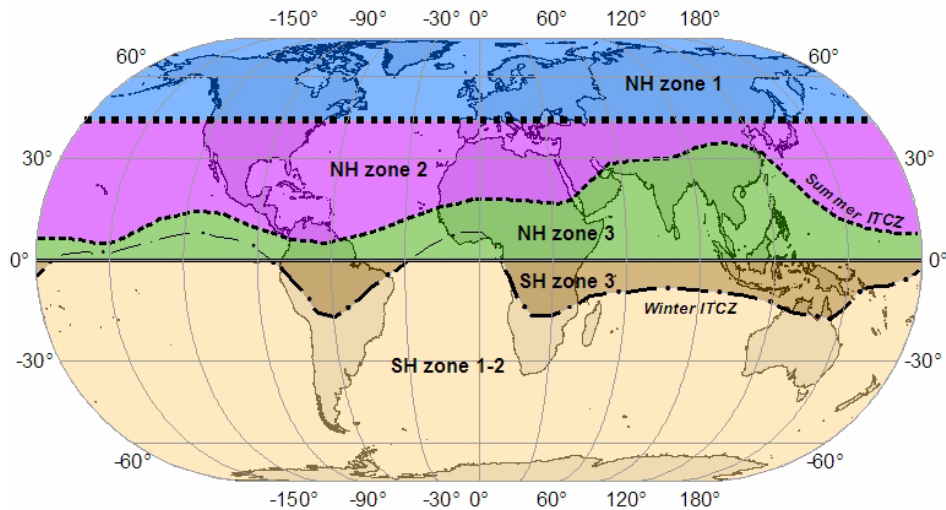 -150° -90° -30° 0° 60° 120° 180°
60° 60°
NH zone 1
30° NH zone 2 30°
Summer ITCZ
NH zone 3
0° 0°
SH zone 3
Winter ITCZ
-30° SH zone 1-2 -30°
-60° -60°
-150° -90° -30° 0° 60° 120° 180°